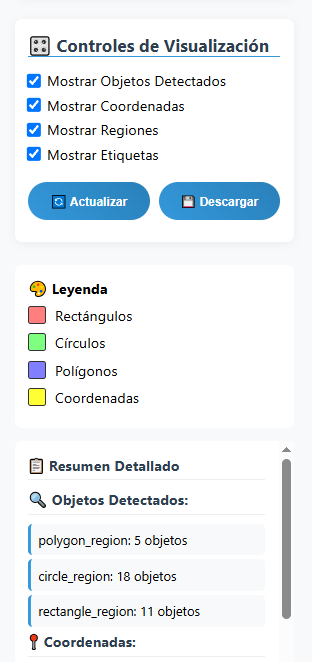 Controles de Visualización
Mostrar Objetos Detectados
Mostrar Coordenadas
Mostrar Regiones
Mostrar Etiquetas
Actualizar
Descargar
Leyenda
Rectángulos
Círculos
Polígonos
Coordenadas
Resumen Detallado
Objetos Detectados:
polygon_region: 5 objetos
circle_region: 18 objetos
rectangle_region: 11 objetos
Coordenadas: